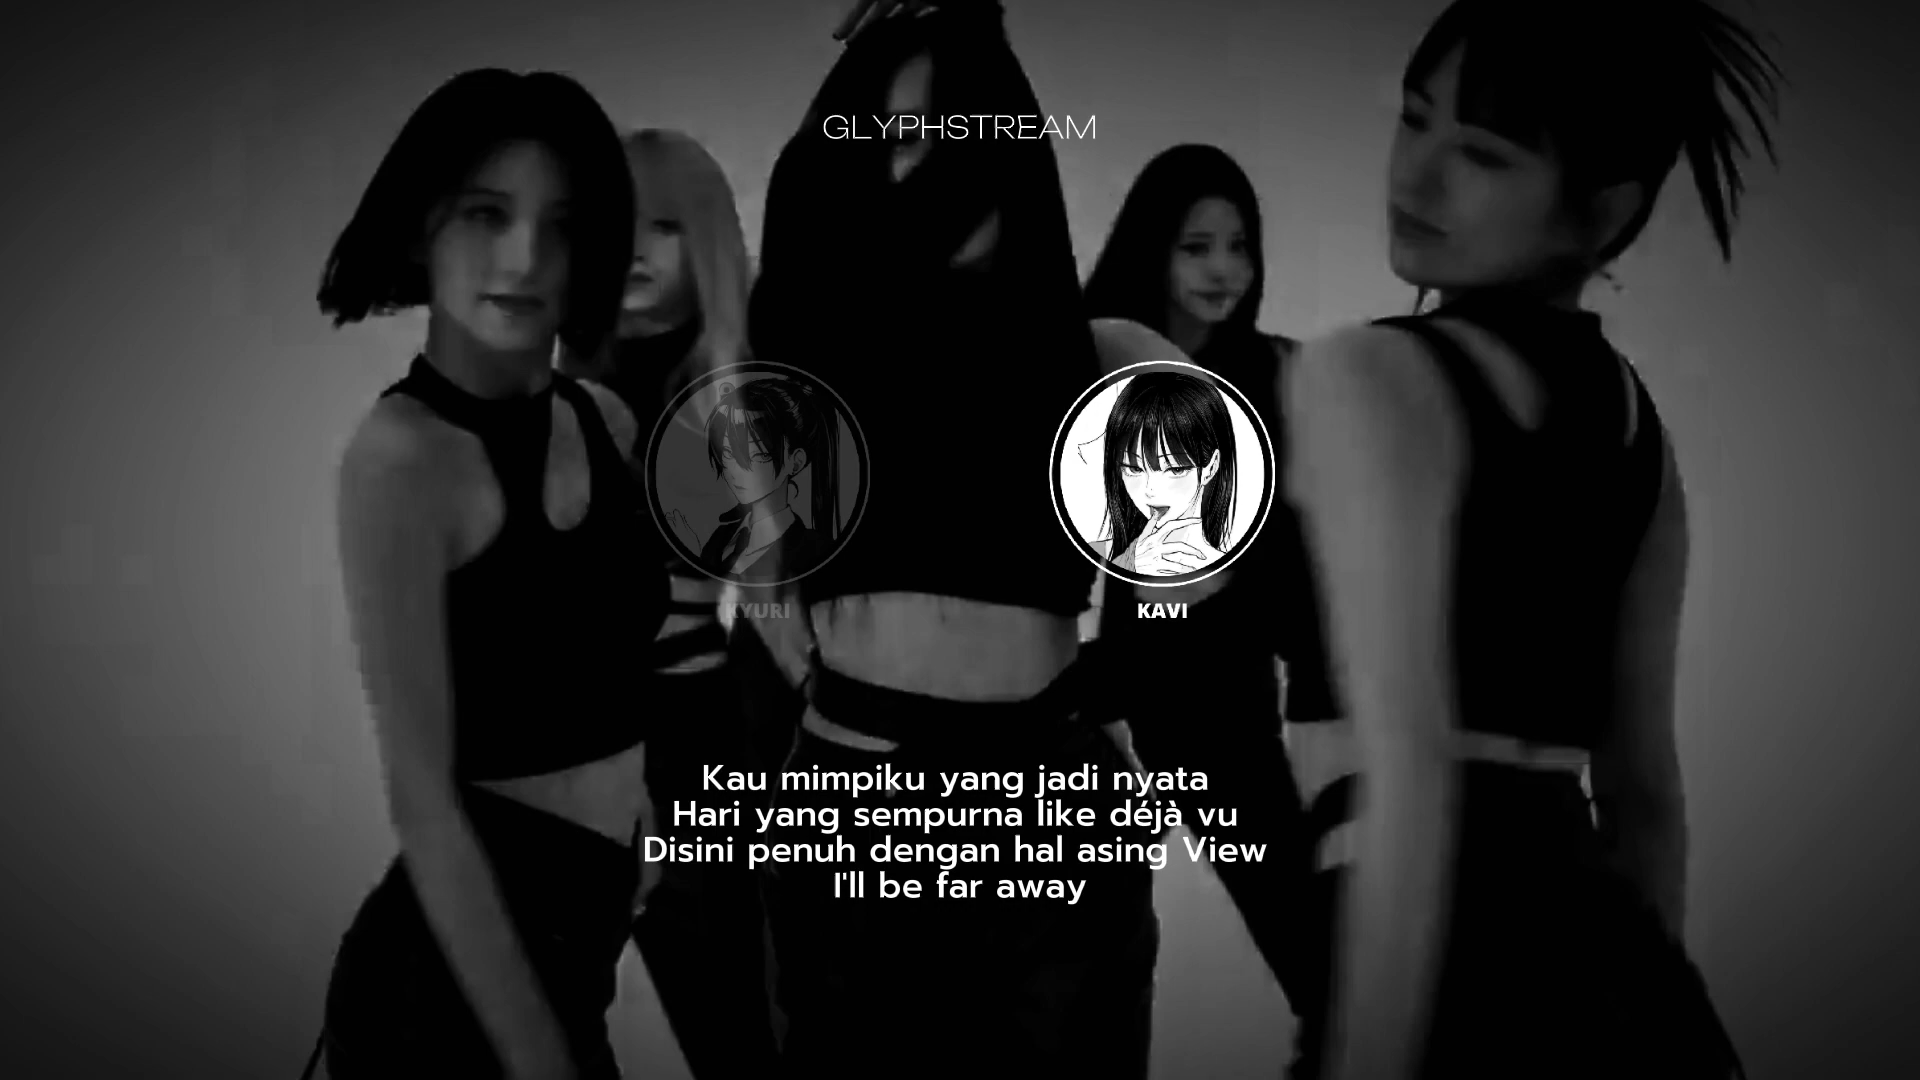 GLYPHSTREAM
KYURI
KAVI
Kau mimpiku yang jadi nyata
Hari yang sempurna like déjà vu
Disini penuh dengan hal asing View
I'll be far away